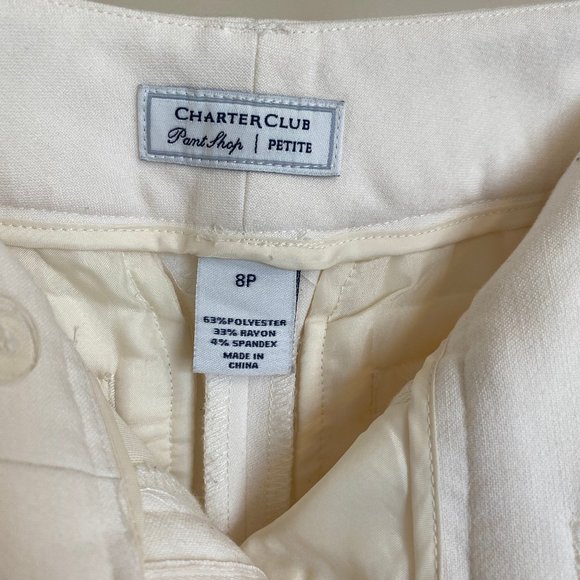 CHARTER CLUB
Pant Shop | PETITE
8P
63% POLYESTER
33% RAYON
4% SPANDEX
MADE IN
CHINA